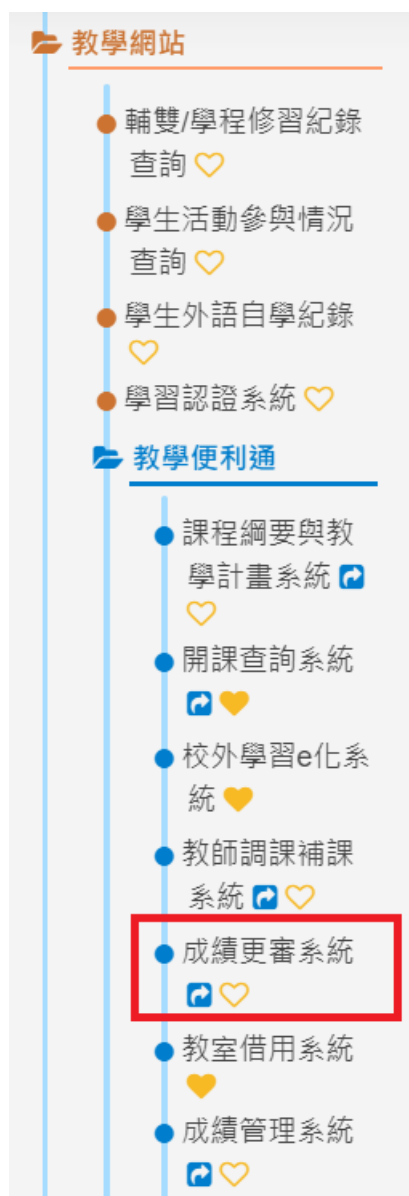 教學網站
輔雙/學程修習紀錄
查詢
學生活動參與情況
查詢
學生外語自學紀錄
學習認證系統
教學便利通
課程綱要與教
學計畫系統
開課查詢系統
校外學習e化系
統
教師調課補課
系統
成績更審系統
教室借用系統
成績管理系統